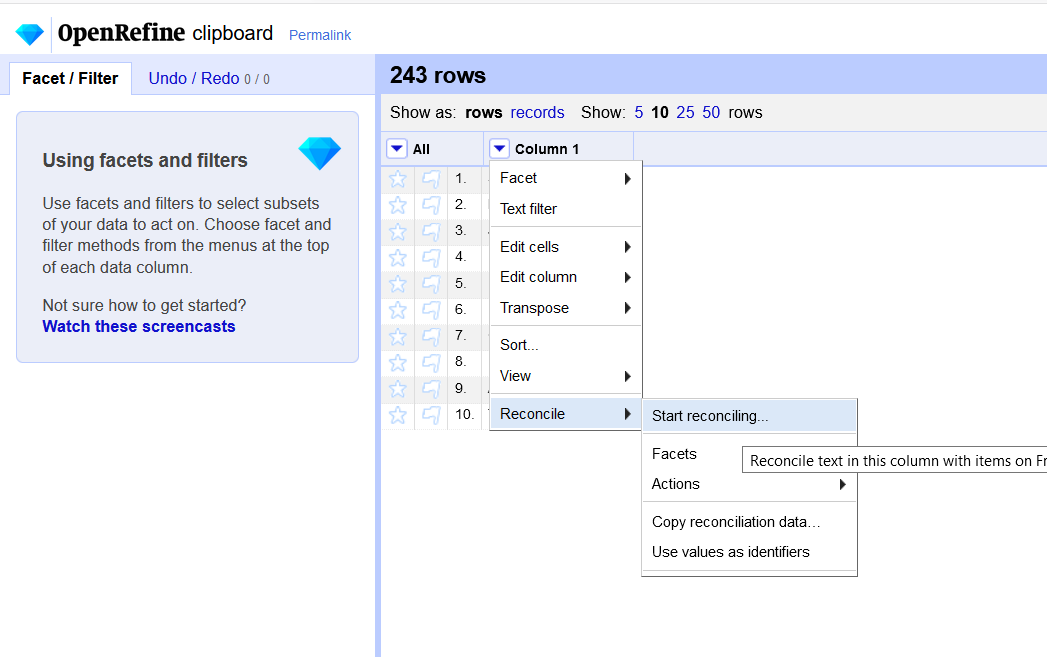 OpenRefine clipboard Permalink
Facet / Filter Undo / Redo 0 / 0
243 rows
Show as: rows records Show: 5 10 25 50 rows
All Column 1
Using facets and filters
Use facets and filters to select subsets
of your data to act on. Choose facet and
filter methods from the menus at the top
of each data column.
Not sure how to get started?
Watch these screencasts
1.
2.
3.
4.
5.
6.
7.
8.
9.
10.
Facet
Text filter
Edit cells
Edit column
Transpose
Sort...
View
Reconcile
Start reconciling...
Facets
Reconcile text in this column with items on Fr
Actions
Copy reconciliation data…
Use values as identifiers